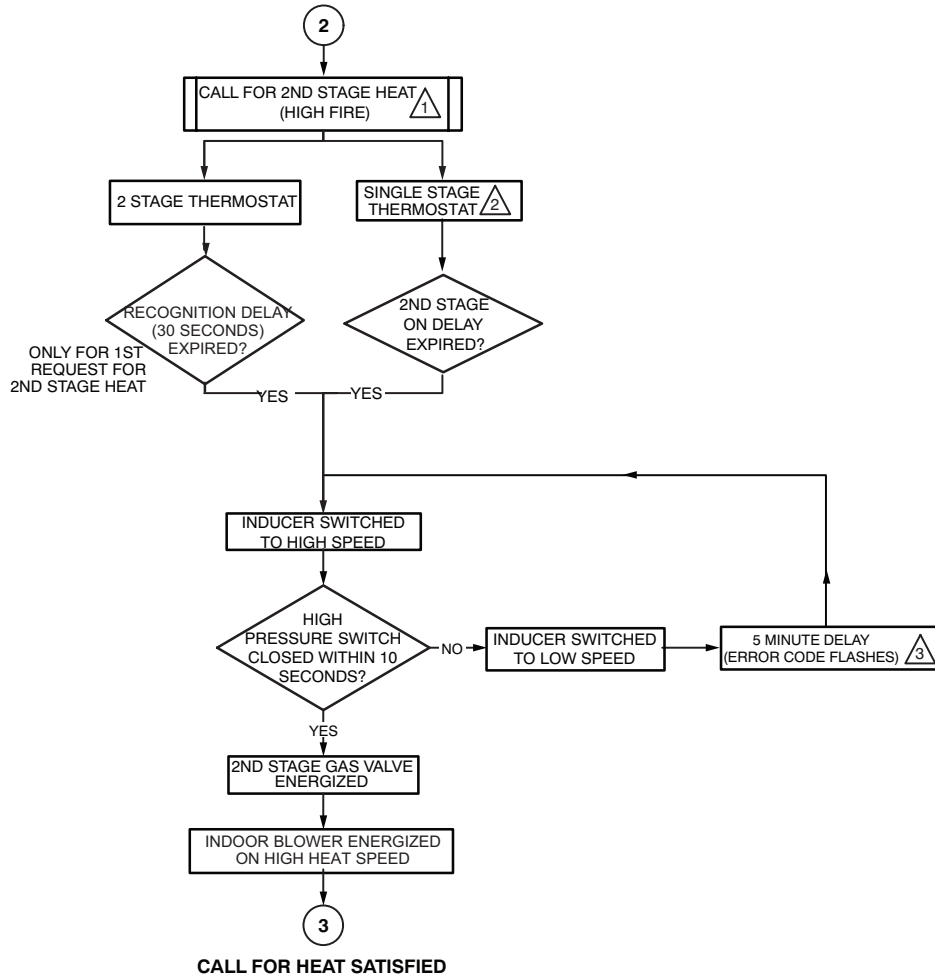 2
CALL FOR 2ND STAGE HEAT
(HIGH FIRE)
1
2 STAGE THERMOSTAT
SINGLE STAGE
THERMOSTAT
2
RECOGNITION DELAY
(30 SECONDS)
EXPIRED?
ONLY FOR 1ST
REQUEST FOR
2ND STAGE HEAT
2ND STAGE
ON DELAY
EXPIRED?
YES
YES
INDUCER SWITCHED
TO HIGH SPEED
HIGH
PRESSURE SWITCH
CLOSED WITHIN 10
SECONDS?
NO
INDUCER SWITCHED
TO LOW SPEED
5 MINUTE DELAY
(ERROR CODE FLASHES)
3
YES
2ND STAGE GAS VALVE
ENERGIZED
INDOOR BLOWER ENERGIZED
ON HIGH HEAT SPEED
3
CALL FOR HEAT SATISFIED